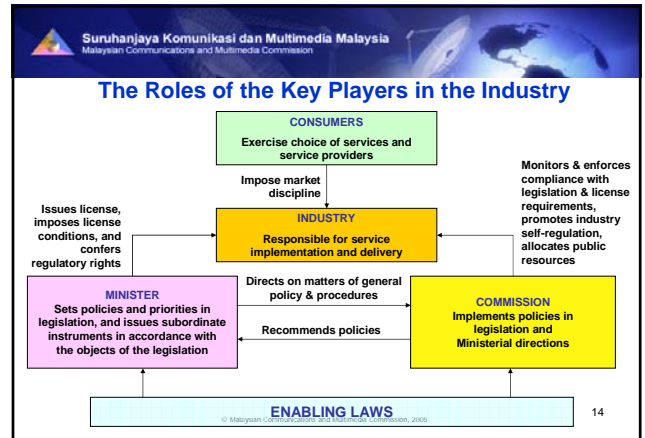 Suruhanjaya Komunikasi dan Multimedia Malaysia
Malaysian Communications and Multimedia Commission
The Roles of the Key Players in the Industry
CONSUMERS
Exercise choice of services and
service providers
Impose market
discipline
Monitors & enforces
compliance with
legislation & license
requirements,
promotes industry
self-regulation,
allocates public
resources
Issues license,
imposes license
conditions, and
confers
regulatory rights
INDUSTRY
Responsible for service
implementation and delivery
MINISTER
Sets policies and priorities in
legislation, and issues subordinate
instruments in accordance with
the objects of the legislation
Directs on matters of general
policy & procedures
Recommends policies
COMMISSION
Implements policies in
legislation and
Ministerial directions
ENABLING LAWS
© Malaysian Communications and Multimedia Commission, 2005
14